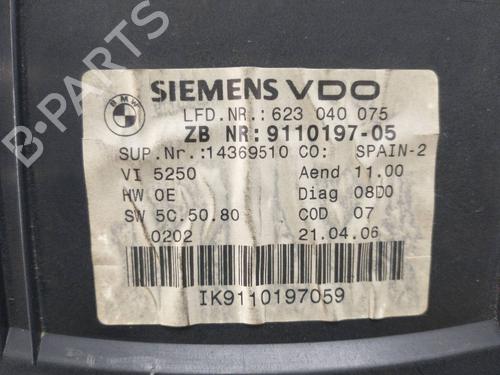 B-PARTS
BMW
SIEMENS VDO
LFD.NR.:623 040 075
ZB NR:9110197-05
SUP.Nr.:14369510 CO: SPAIN-2
VI 5250 Aend 11.00
HW 0E Diag 08D0
SW 5C.50.80 COD 07
0202 21.04.06
IK9110197059